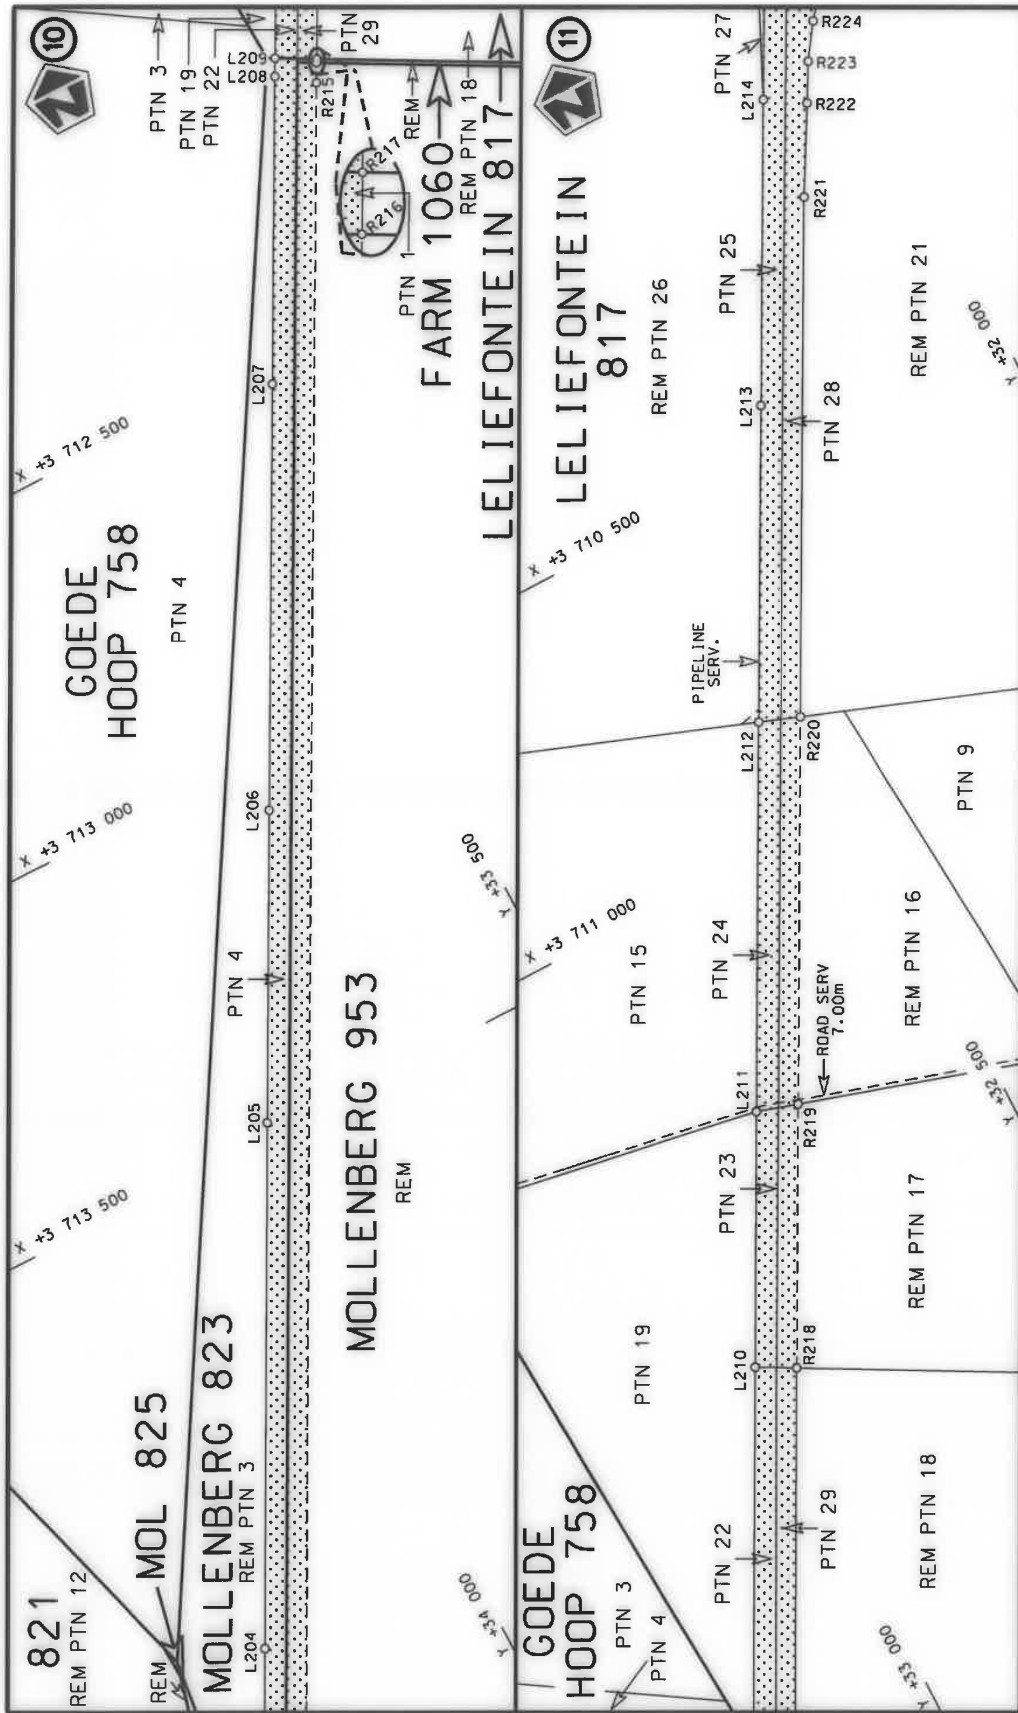 10
PTN 3
PTN 19
PTN 22
PTN
29
L209
L208
R215
R217
R216
PTN 1
REM
FARM 1060
REM PTN 18
LELIEFONTEIN 817
L207
X +3 712 500
GOEDE
HOOP 758
PTN 4
L206
X +3 713 000
Y +33 500
PTN 4
MOLLENBERG 953
REM
L205
X +3 713 500
MOL 825
MOLLENBERG 823
REM PTN 3
821
REM PTN 12
REM
L204
Y +34 000
11
PTN 27
R224
R223
R222
L214
R221
LELIEFONTEIN
817
REM PTN 26
PTN 25
REM PTN 21
Y +32 000
L213
PTN 28
X +3 710 500
PIPELINE
SERV.
L212
R220
PTN 9
X +3 711 000
PTN 15
PTN 24
REM PTN 16
ROAD SERV
7.00m
L211
R219
Y +32 500
PTN 23
REM PTN 17
PTN 19
L210
R218
GOEDE
HOOP 758
PTN 3
PTN 4
PTN 22
PTN 29
REM PTN 18
Y +33 000